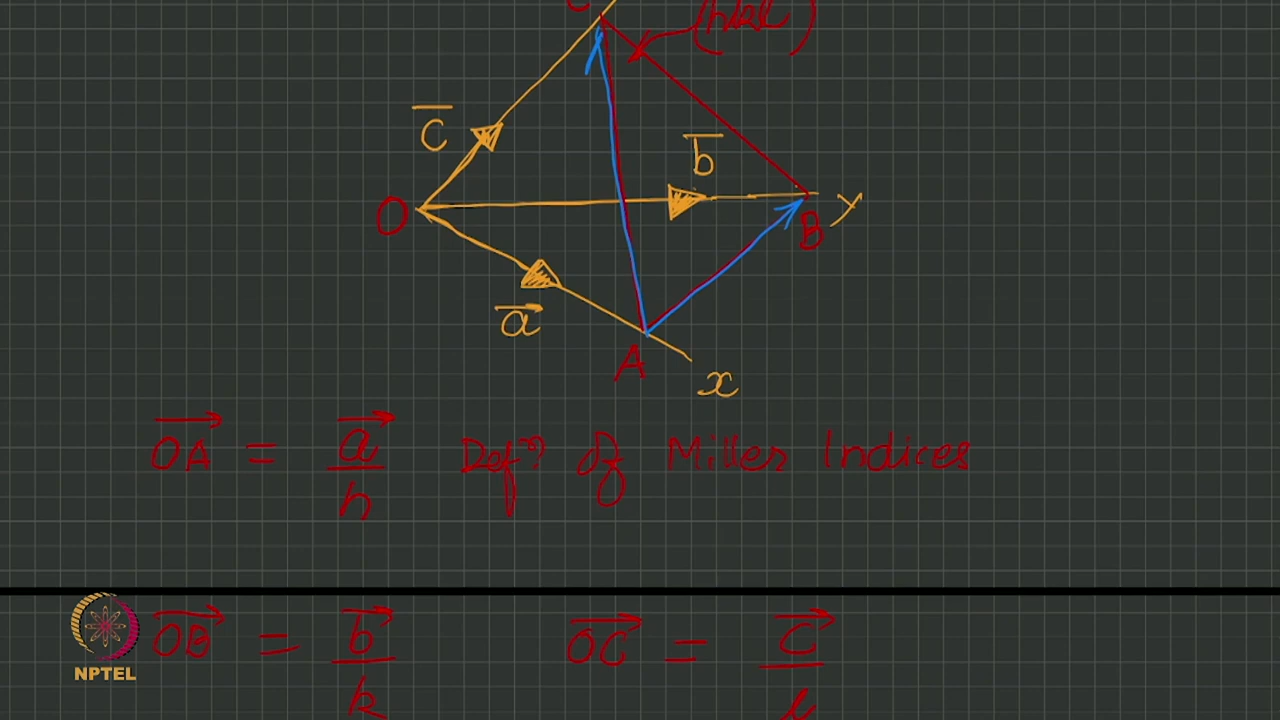 C (hkl)
c
b
O
B y
a
A
x
OA = a/h Defⁿ of Miller Indices
OB = b/k OC = c/l
NPTEL